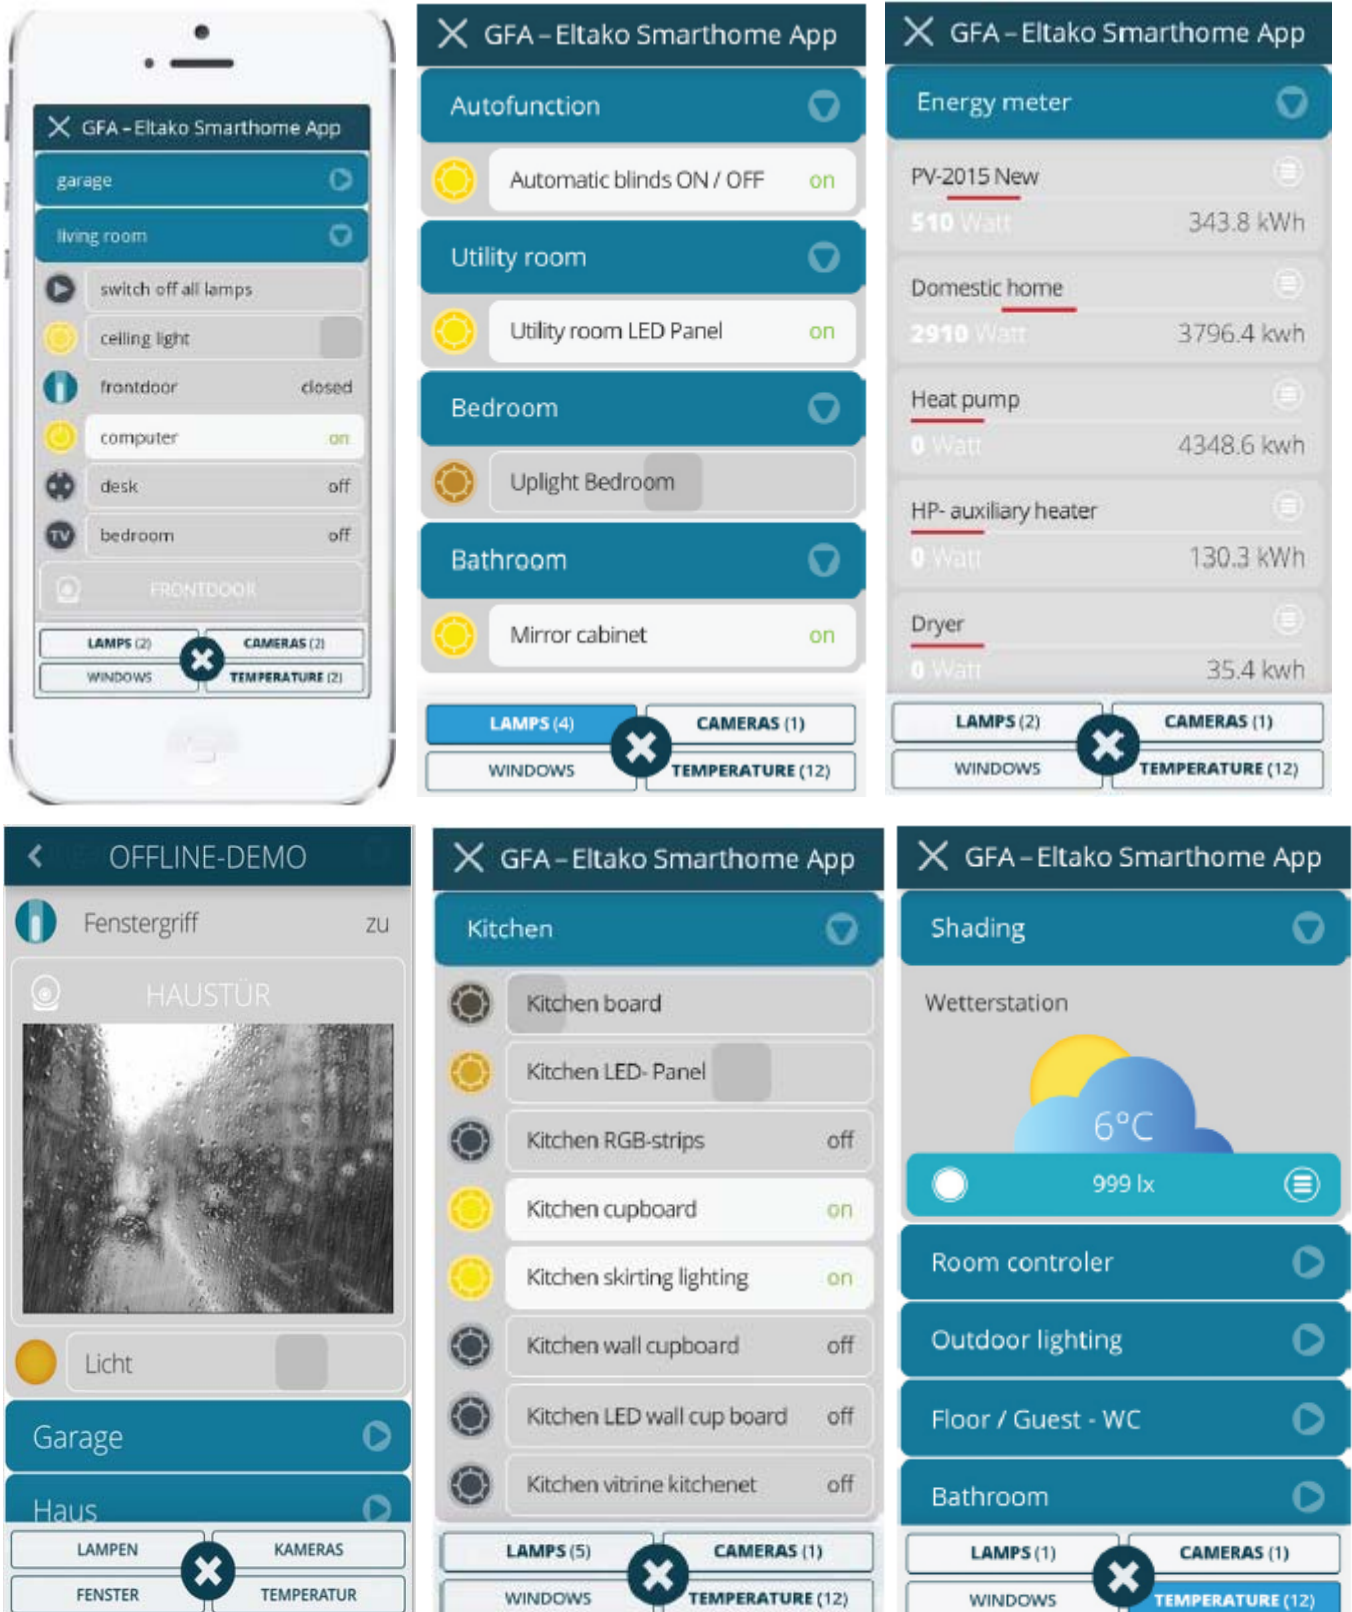 GFA – Eltako Smarthome App
garage
living room
switch off all lamps
ceiling light
frontdoor closed
computer on
desk off
TV bedroom off
FRONTDOOR
LAMPS (2) CAMERAS (2)
WINDOWS TEMPERATURE (2)
GFA – Eltako Smarthome App
Autofunction
Automatic blinds ON / OFF on
Utility room
Utility room LED Panel on
Bedroom
Uplight Bedroom
Bathroom
Mirror cabinet on
LAMPS (4) CAMERAS (1)
WINDOWS TEMPERATURE (12)
GFA – Eltako Smarthome App
Energy meter
PV-2015 New
510 Watt 343.8 kWh
Domestic home
2910 Watt 3796.4 kwh
Heat pump
0 Watt 4348.6 kwh
HP- auxiliary heater
0 Watt 130.3 kWh
Dryer
0 Watt 35.4 kwh
LAMPS (2) CAMERAS (1)
WINDOWS TEMPERATURE (12)
OFFLINE-DEMO
Fenstergriff zu
HAUSTÜR
Licht
Garage
Haus
LAMPEN KAMERAS
FENSTER TEMPERATUR
GFA – Eltako Smarthome App
Kitchen
Kitchen board
Kitchen LED- Panel
Kitchen RGB-strips off
Kitchen cupboard on
Kitchen skirting lighting on
Kitchen wall cupboard off
Kitchen LED wall cup board off
Kitchen vitrine kitchenet off
LAMPS (5) CAMERAS (1)
WINDOWS TEMPERATURE (12)
GFA – Eltako Smarthome App
Shading
Wetterstation
6°C
999 lx
Room controler
Outdoor lighting
Floor / Guest - WC
Bathroom
LAMPS (1) CAMERAS (1)
WINDOWS TEMPERATURE (12)